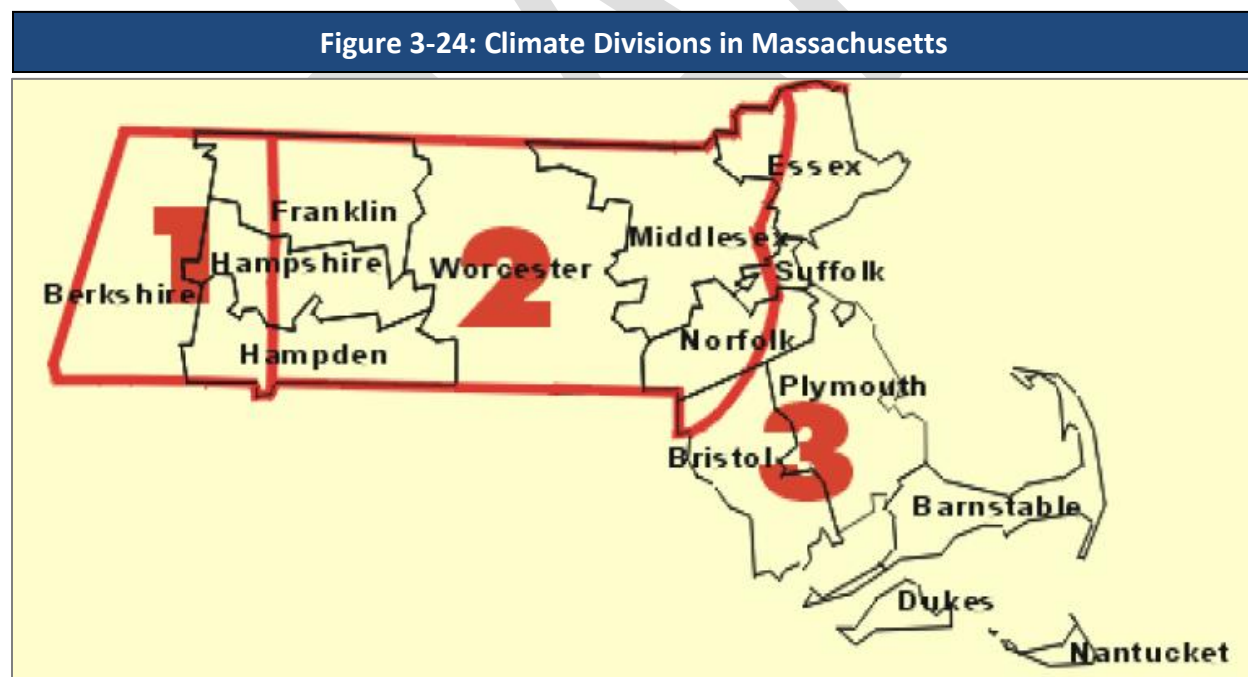 Figure 3-24: Climate Divisions in Massachusetts
Essex
Franklin
1
Middlesex
Hampshire
Worcester
2
Suffolk
Berkshire
Norfolk
Hampden
Plymouth
3
Bristol
Barnstable
Dukes
Nantucket